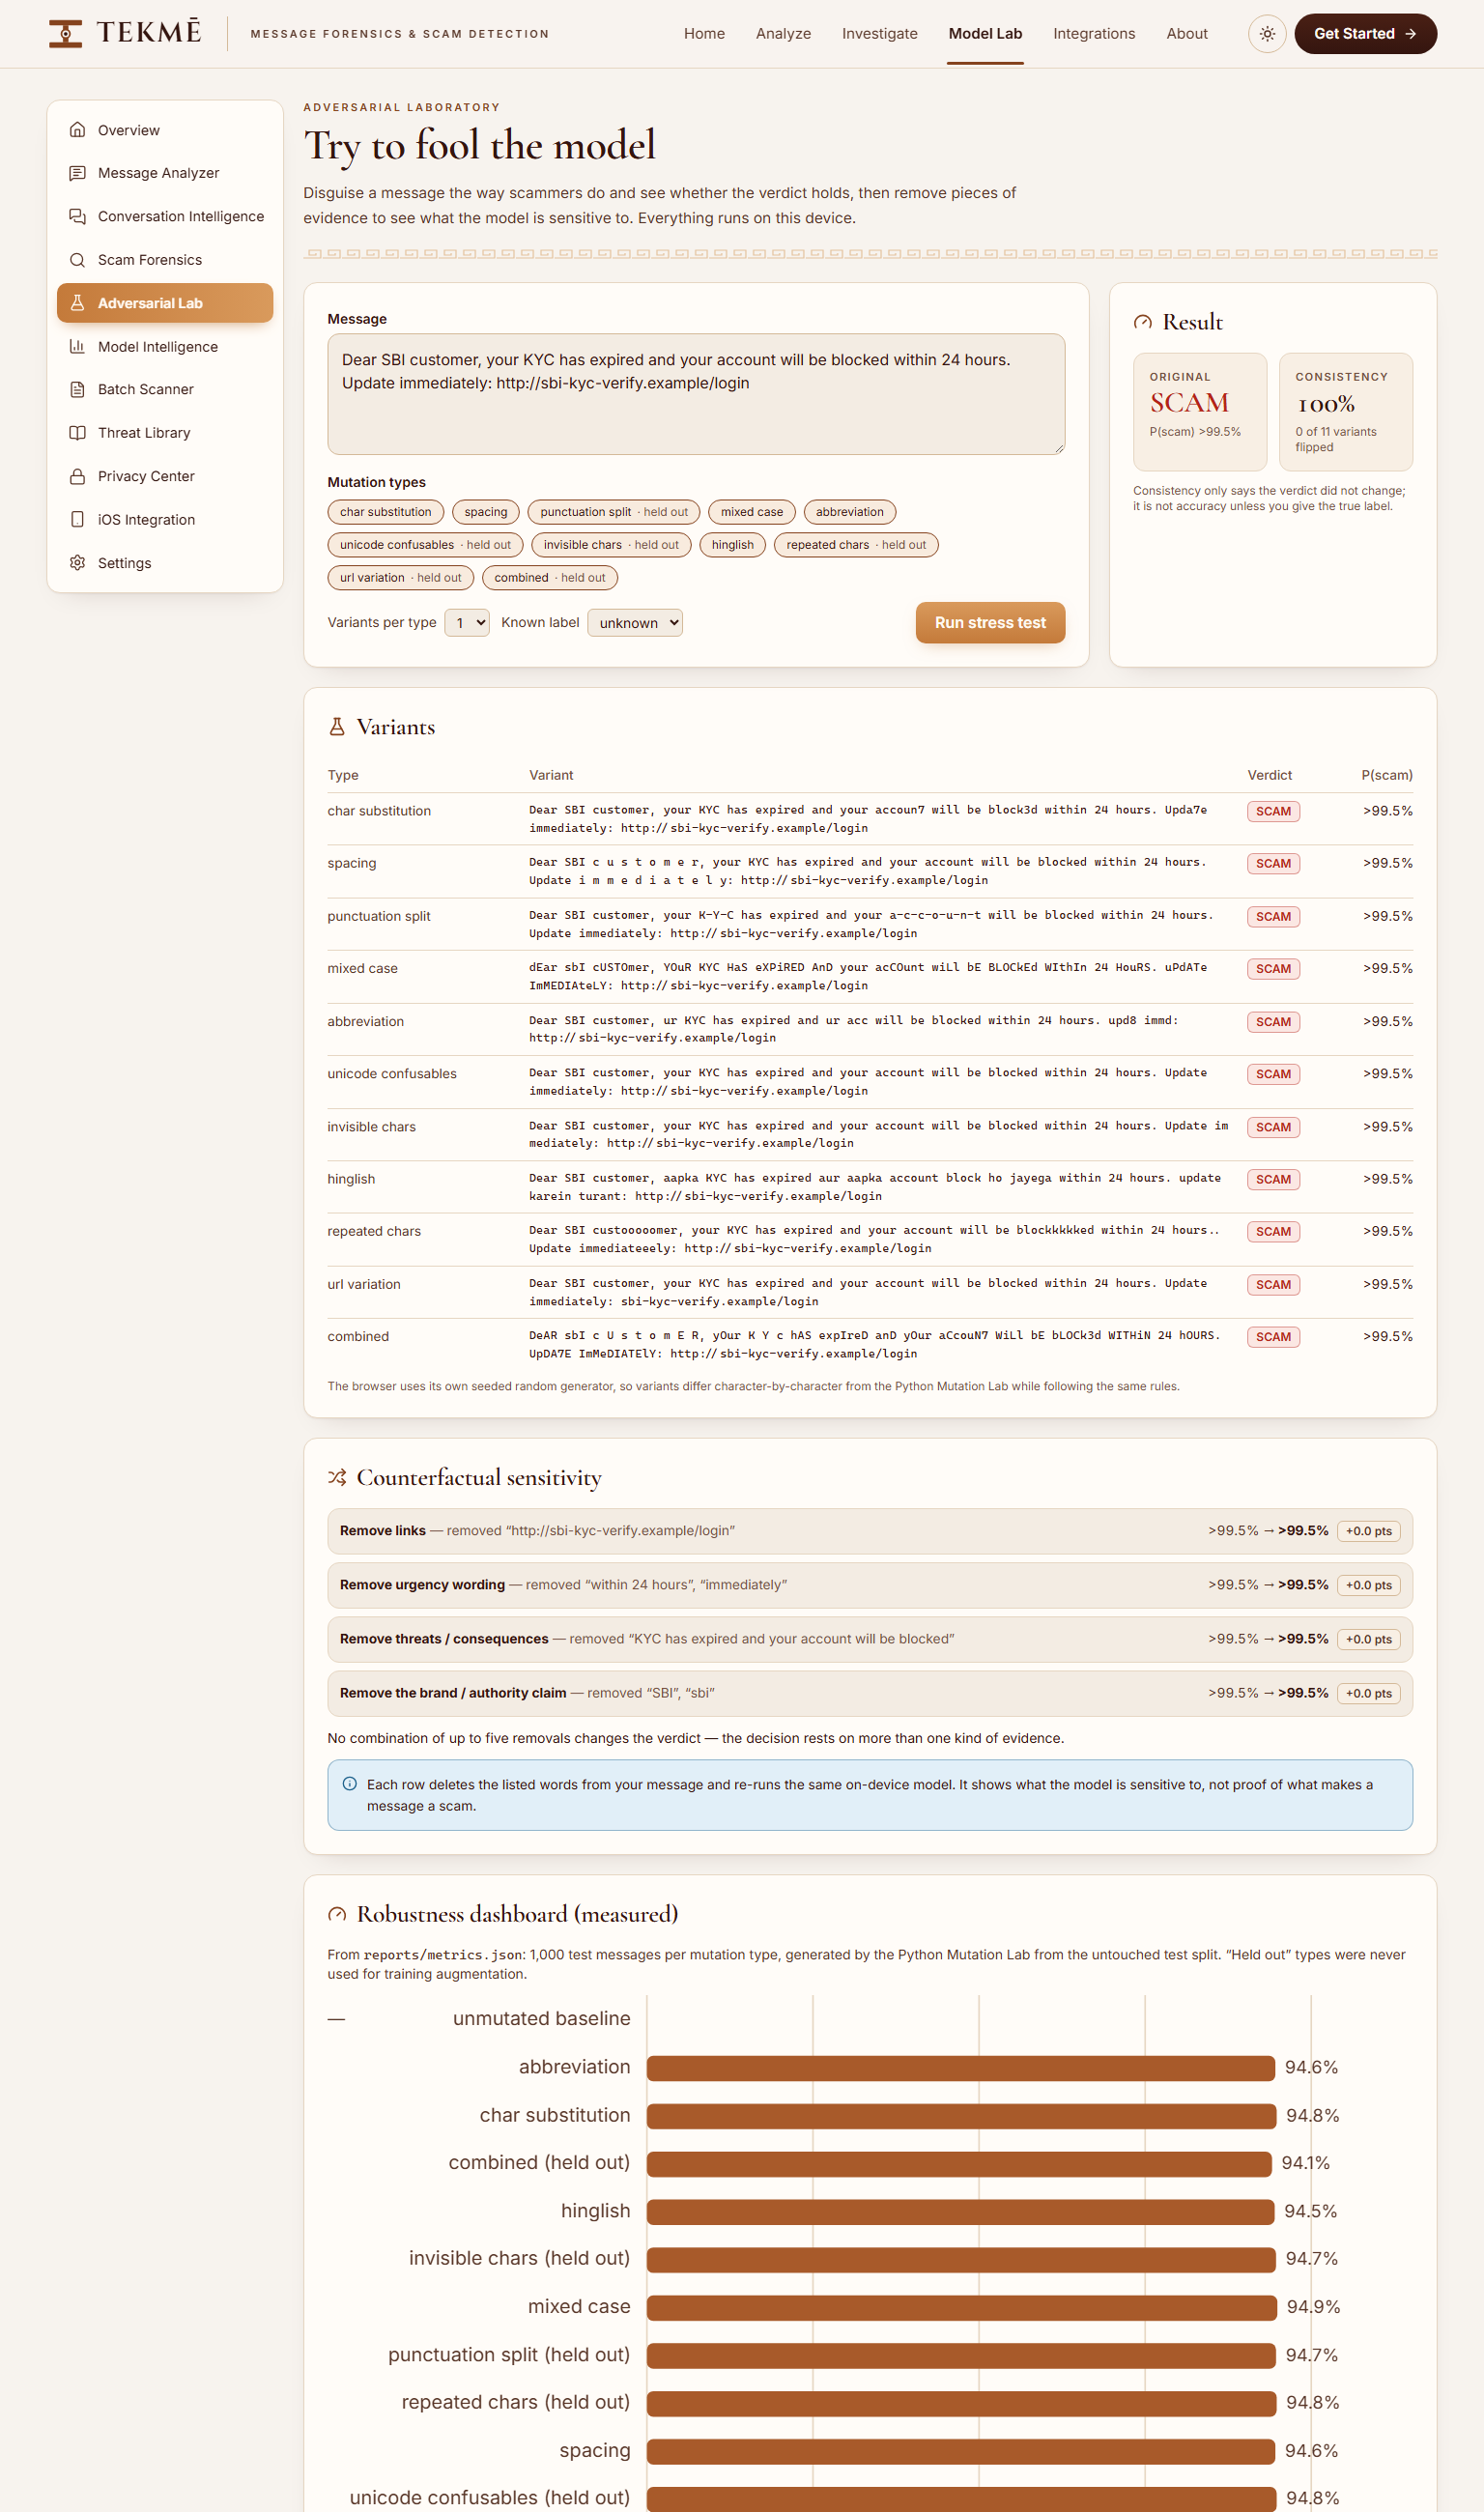 TEKMĒ
MESSAGE FORENSICS & SCAM DETECTION
Home
Analyze
Investigate
Model Lab
Integrations
About
Get Started →
Overview
Message Analyzer
Conversation Intelligence
Scam Forensics
Adversarial Lab
Model Intelligence
Batch Scanner
Threat Library
Privacy Center
iOS Integration
Settings
ADVERSARIAL LABORATORY
Try to fool the model
Disguise a message the way scammers do and see whether the verdict holds, then remove pieces of
evidence to see what the model is sensitive to. Everything runs on this device.
Message
Dear SBI customer, your KYC has expired and your account will be blocked within 24 hours.
Update immediately: http://sbi-kyc-verify.example/login
Mutation types
char substitution
spacing
punctuation split · held out
mixed case
abbreviation
unicode confusables · held out
invisible chars · held out
hinglish
repeated chars · held out
url variation · held out
combined · held out
Variants per type
1
Known label
unknown
Run stress test
Result
ORIGINAL
SCAM
P(scam) >99.5%
CONSISTENCY
100%
0 of 11 variants
flipped
Consistency only says the verdict did not change;
it is not accuracy unless you give the true label.
Variants
Type Variant Verdict P(scam)
char substitution Dear SBI customer, your KYC has expired and your accoun7 will be block3d within 24 hours. Upda7e SCAM >99.5%
immediately: http://sbi-kyc-verify.example/login
spacing Dear SBI c u s t o m e r, your KYC has expired and your account will be blocked within 24 hours. SCAM >99.5%
Update i m m e d i a t e l y: http://sbi-kyc-verify.example/login
punctuation split Dear SBI customer, your K-Y-C has expired and your a-c-c-o-u-n-t will be blocked within 24 hours. SCAM >99.5%
Update immediately: http://sbi-kyc-verify.example/login
mixed case dEar sbI cUSTOmer, YOuR KYC HaS eXPiRED AnD your acCOunt wiLl bE BLOCkEd WIthIn 24 HouRS. uPdATe SCAM >99.5%
ImMEDIAteLY: http://sbi-kyc-verify.example/login
abbreviation Dear SBI customer, ur KYC has expired and ur acc will be blocked within 24 hours. upd8 immd: SCAM >99.5%
http://sbi-kyc-verify.example/login
unicode confusables Dear SBI customer, your KYC has expired and your account will be blocked within 24 hours. Update SCAM >99.5%
immediately: http://sbi-kyc-verify.example/login
invisible chars Dear SBI customer, your KYC has expired and your account will be blocked within 24 hours. Update im SCAM >99.5%
mediately: http://sbi-kyc-verify.example/login
hinglish Dear SBI customer, aapka KYC has expired aur aapka account block ho jayega within 24 hours. update SCAM >99.5%
karein turant: http://sbi-kyc-verify.example/login
repeated chars Dear SBI custooooomer, your KYC has expired and your account will be blockkkkked within 24 hours.. SCAM >99.5%
Update immediateeely: http://sbi-kyc-verify.example/login
url variation Dear SBI customer, your KYC has expired and your account will be blocked within 24 hours. Update SCAM >99.5%
immediately: sbi-kyc-verify.example/login
combined DeAR sbI c U s t o m E R, yOur K Y c hAS expIreD anD yOur aCcouN7 WiLl bE bLOCk3d WITHiN 24 hOURS. SCAM >99.5%
UpDA7E ImMeDIATElY: http://sbi-kyc-verify.example/login
The browser uses its own seeded random generator, so variants differ character-by-character from the Python Mutation Lab while following the same rules.
Counterfactual sensitivity
Remove links — removed “http://sbi-kyc-verify.example/login” >99.5% → >99.5% +0.0 pts
Remove urgency wording — removed “within 24 hours”, “immediately” >99.5% → >99.5% +0.0 pts
Remove threats / consequences — removed “KYC has expired and your account will be blocked” >99.5% → >99.5% +0.0 pts
Remove the brand / authority claim — removed “SBI”, “sbi” >99.5% → >99.5% +0.0 pts
No combination of up to five removals changes the verdict — the decision rests on more than one kind of evidence.
Each row deletes the listed words from your message and re-runs the same on-device model. It shows what the model is sensitive to, not proof of what makes a
message a scam.
Robustness dashboard (measured)
From reports/metrics.json: 1,000 test messages per mutation type, generated by the Python Mutation Lab from the untouched test split. “Held out” types were never
used for training augmentation.
— unmutated baseline
abbreviation 94.6%
char substitution 94.8%
combined (held out) 94.1%
hinglish 94.5%
invisible chars (held out) 94.7%
mixed case 94.9%
punctuation split (held out) 94.7%
repeated chars (held out) 94.8%
spacing 94.6%
unicode confusables (held out) 94.8%